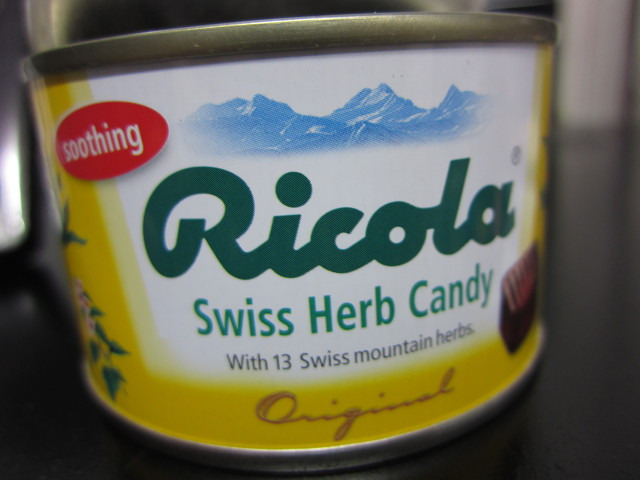 soothing
Ricola®
Swiss Herb Candy
With 13 Swiss mountain herbs.
Original